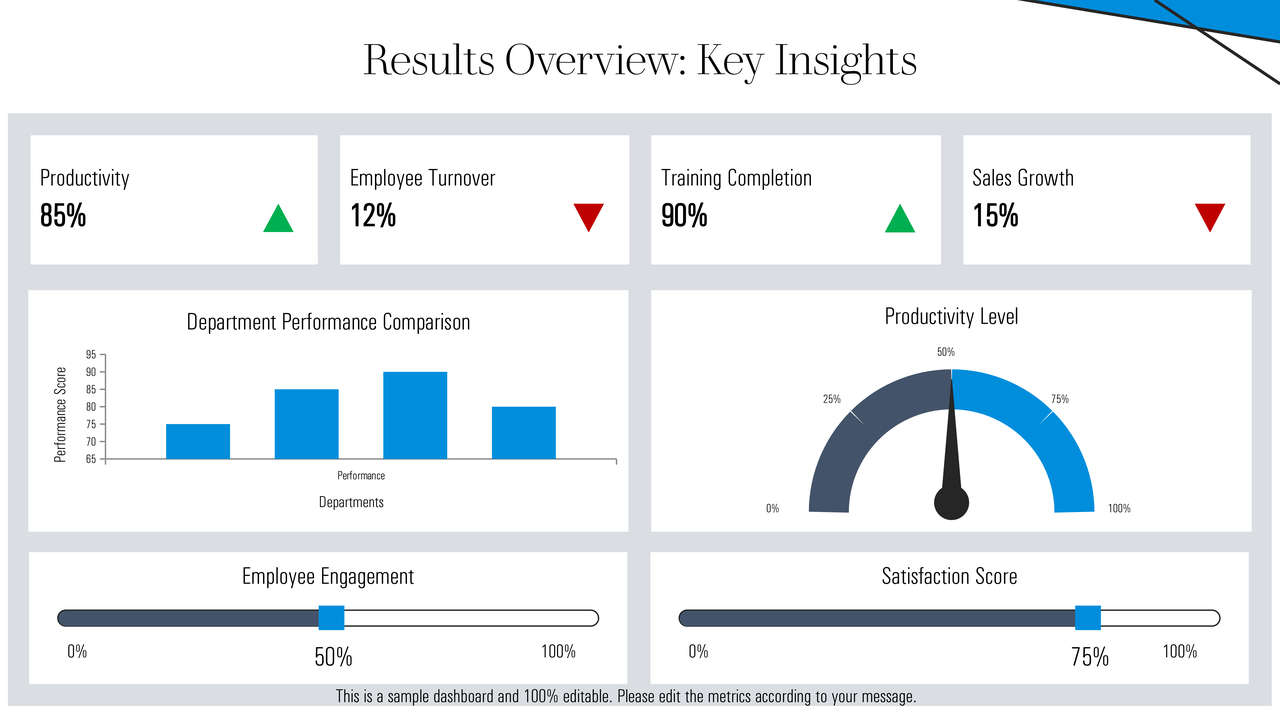 Results Overview: Key Insights
Productivity
85%
Employee Turnover
12%
Training Completion
90%
Sales Growth
15%
Department Performance Comparison
Performance Score
95
90
85
80
75
70
65
Performance
Departments
Productivity Level
0%
25%
50%
75%
100%
Employee Engagement
0%
50%
100%
Satisfaction Score
0%
75%
100%
This is a sample dashboard and 100% editable. Please edit the metrics according to your message.